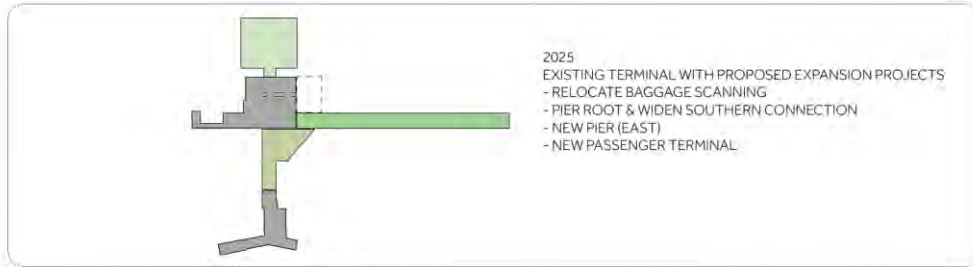 2025
EXISTING TERMINAL WITH PROPOSED EXPANSION PROJECTS
- RELOCATE BAGGAGE SCANNING
- PIER ROOT & WIDEN SOUTHERN CONNECTION
- NEW PIER (EAST)
- NEW PASSENGER TERMINAL